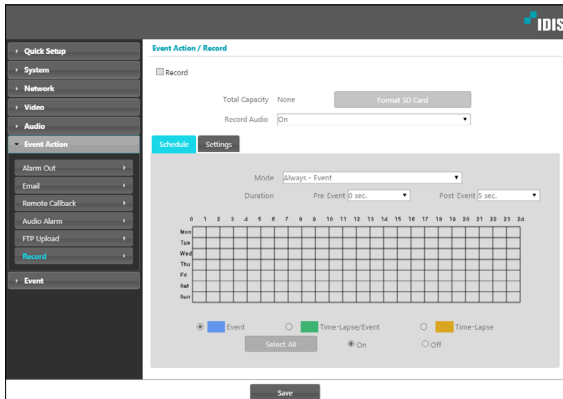 IDIS
Quick Setup
System
Network
Video
Audio
Event Action
Alarm Out
Email
Remote Callback
Audio Alarm
FTP Upload
Record
Event
Event Action / Record
Record
Total Capacity None Format SD Card
Record Audio On
Schedule Settings
Mode Always - Event
Duration Pre Event 0 sec. Post Event 5 sec.
0 1 2 3 4 5 6 7 8 9 10 11 12 13 14 15 16 17 18 19 20 21 22 23 24
Mon
Tue
Wed
Thu
Fri
Sat
Sun
Event Time-Lapse/Event Time-Lapse
Select All On Off
Save